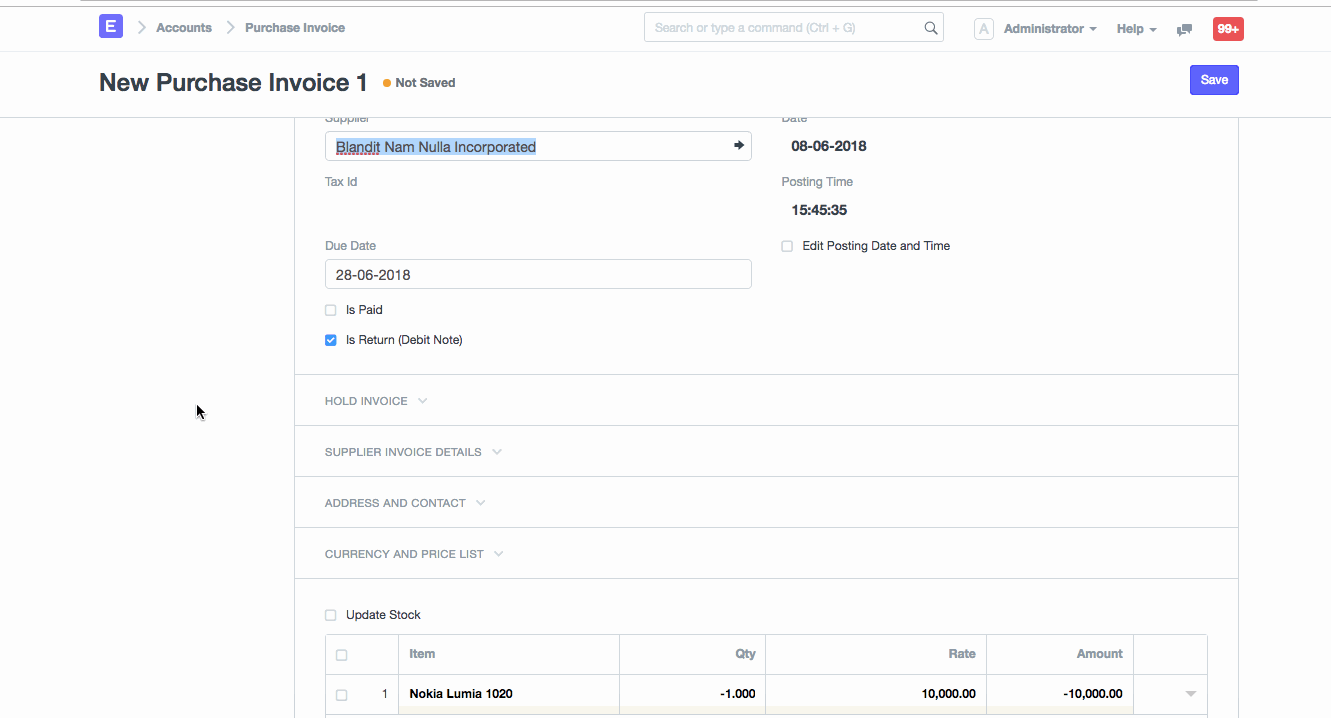 E Accounts Purchase Invoice Search or type a command (Ctrl + G) A Administrator Help 99+
New Purchase Invoice 1 Not Saved Save
Supplier Date
Blandit Nam Nulla Incorporated 08-06-2018
Tax Id Posting Time
15:45:35
Due Date Edit Posting Date and Time
28-06-2018
Is Paid
Is Return (Debit Note)
HOLD INVOICE
SUPPLIER INVOICE DETAILS
ADDRESS AND CONTACT
CURRENCY AND PRICE LIST
Update Stock
Item Qty Rate Amount
1 Nokia Lumia 1020 -1.000 10,000.00 -10,000.00